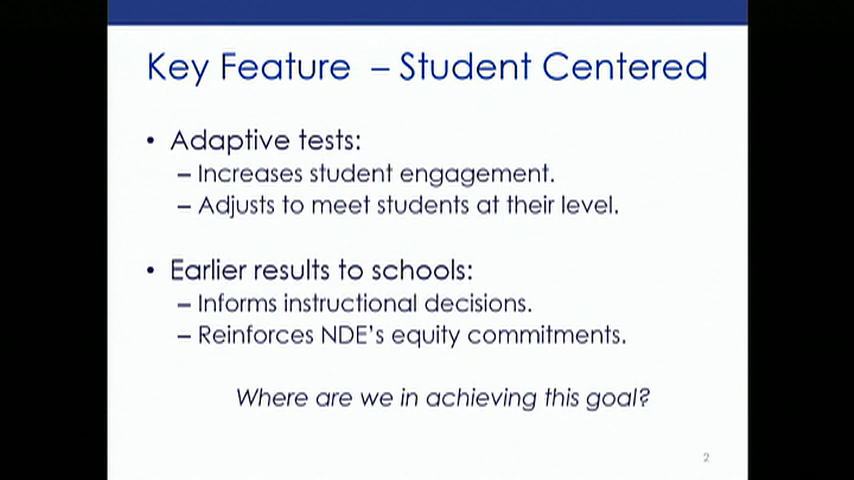 Key Feature – Student Centered
• Adaptive tests:
– Increases student engagement.
– Adjusts to meet students at their level.
• Earlier results to schools:
– Informs instructional decisions.
– Reinforces NDE's equity commitments.
Where are we in achieving this goal?
2